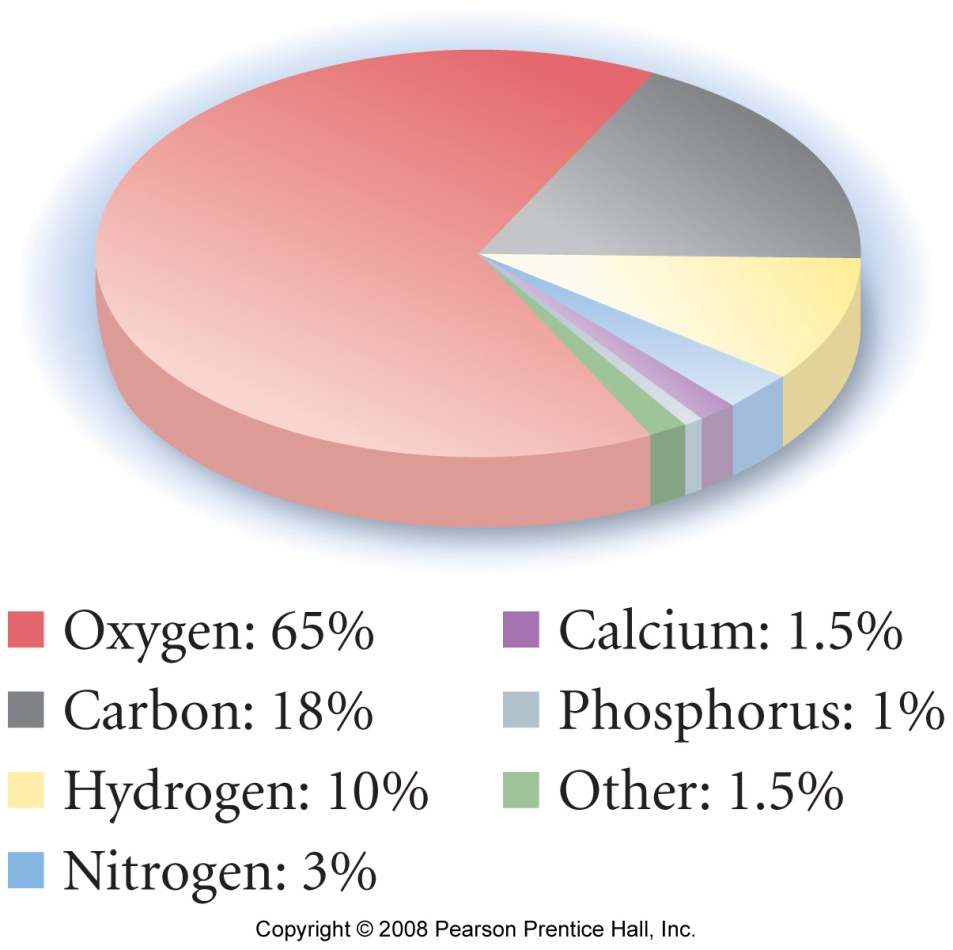 Oxygen: 65%
Carbon: 18%
Hydrogen: 10%
Nitrogen: 3%
Calcium: 1.5%
Phosphorus: 1%
Other: 1.5%
Copyright © 2008 Pearson Prentice Hall, Inc.